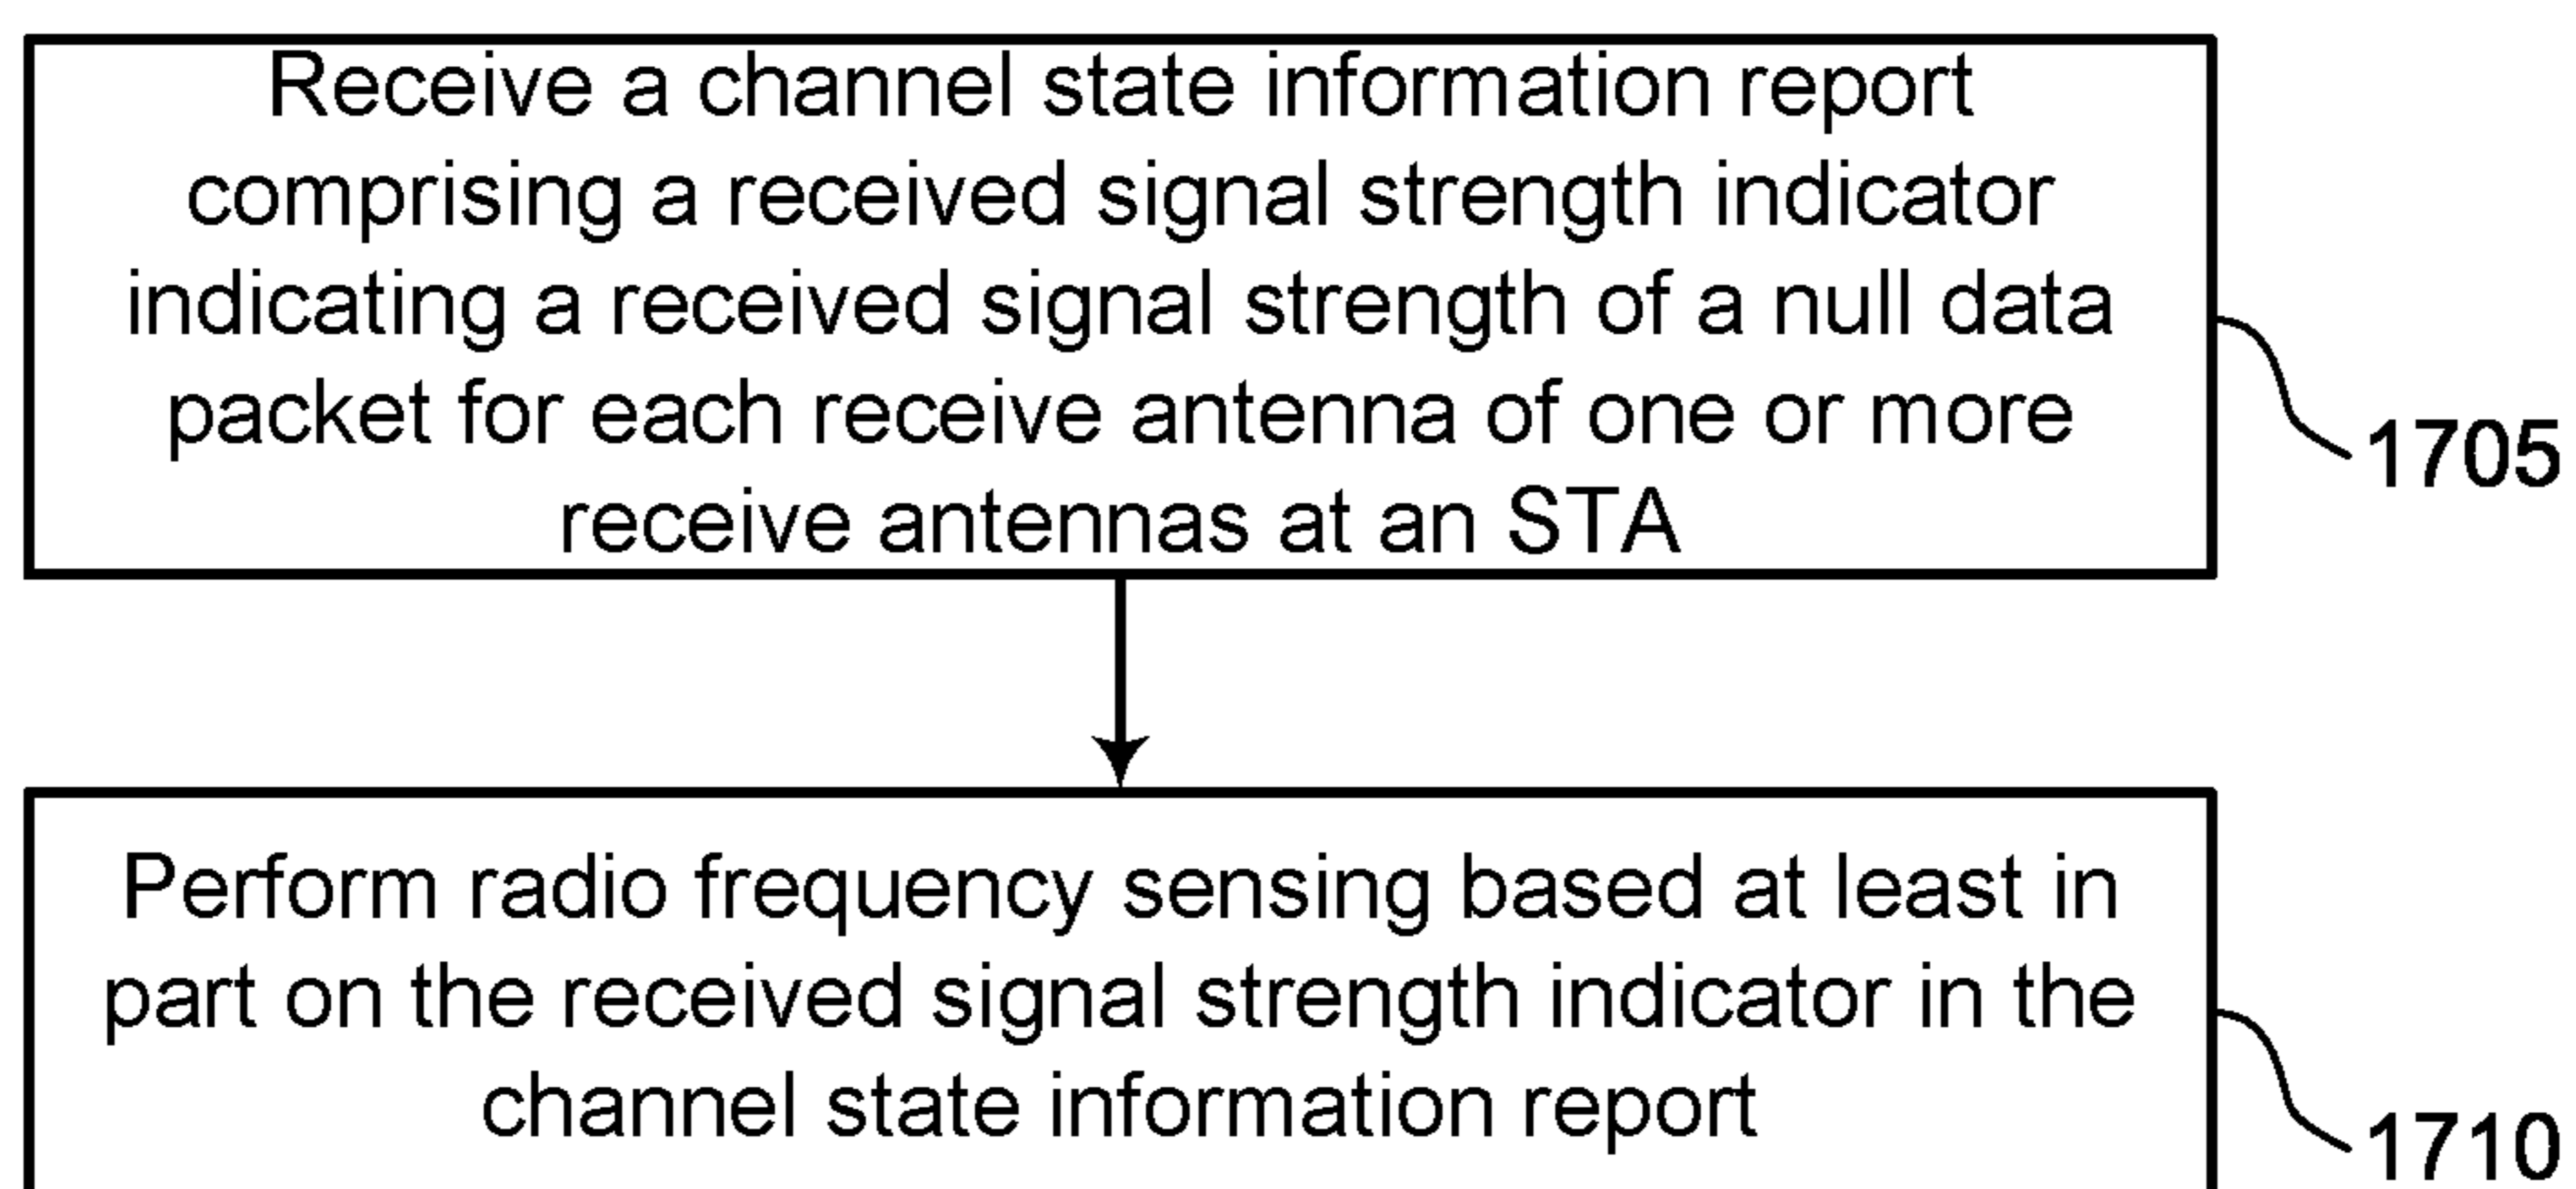 Receive a channel state information report
comprising a received signal strength indicator
indicating a received signal strength of a null data
packet for each receive antenna of one or more
receive antennas at an STA
1705
Perform radio frequency sensing based at least in
part on the received signal strength indicator in the
channel state information report
1710